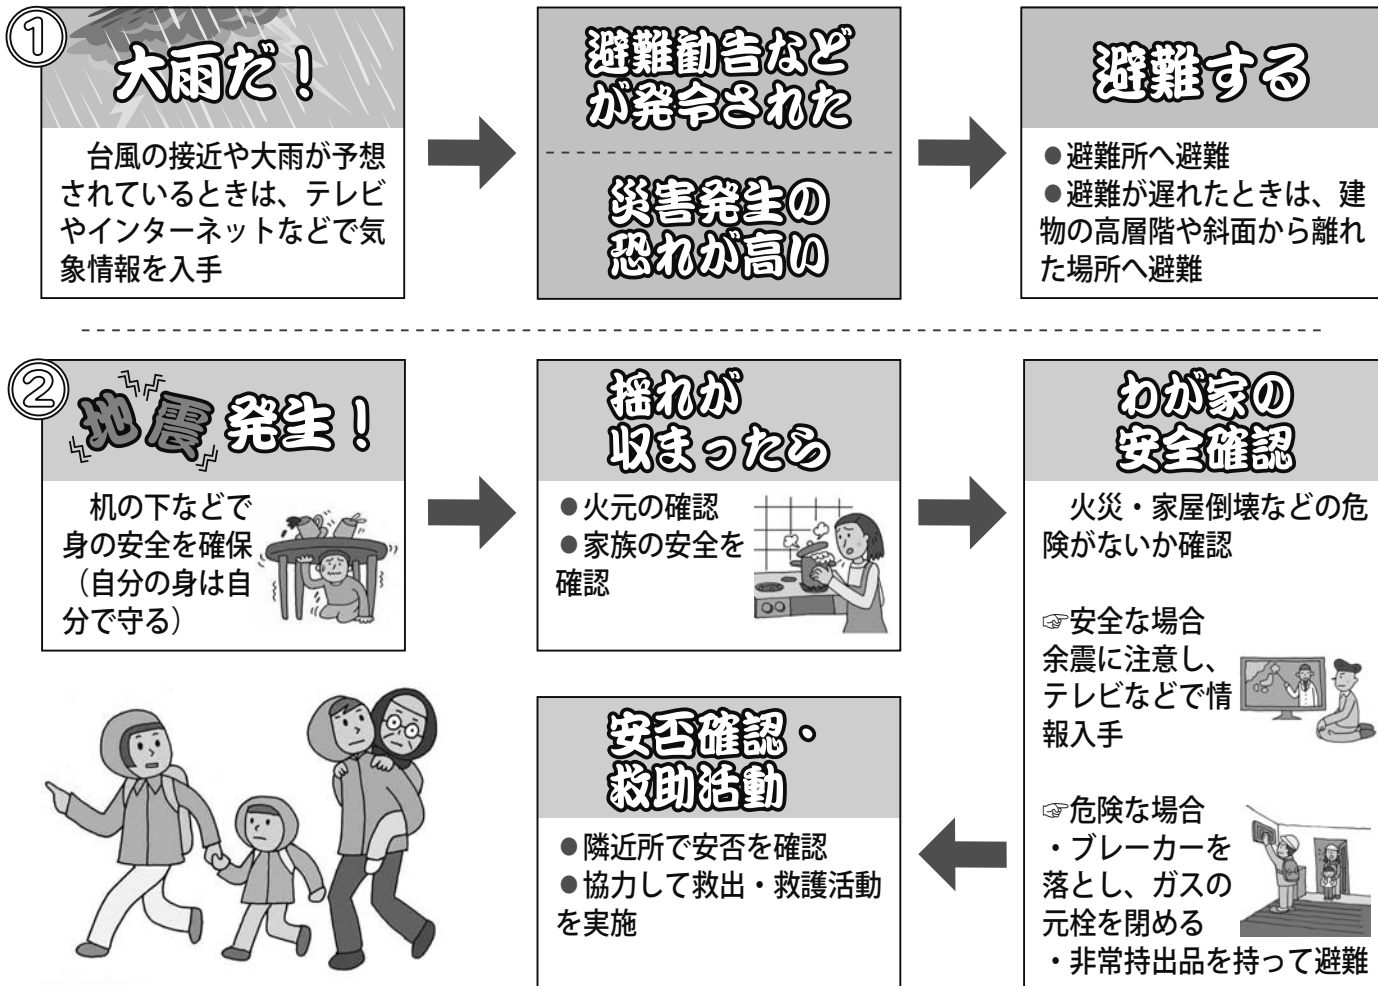 ①
大雨だ！
　台風の接近や大雨が予想
されているときは、テレビ
やインターネットなどで気
象情報を入手
避難勧告など
が発令された
災害発生の
恐れが高い
避難する
●避難所へ避難
●避難が遅れたときは、建
物の高層階や斜面から離れ
た場所へ避難
②
地震発生！
　机の下などで
身の安全を確保
（自分の身は自
分で守る）
揺れが
収まったら
●火元の確認
●家族の安全を
確認
わが家の
安全確認
　火災・家屋倒壊などの危
険がないか確認
☞安全な場合
余震に注意し、
テレビなどで情
報入手
☞危険な場合
・ブレーカーを
落とし、ガスの
元栓を閉める
・非常持出品を持って避難
安否確認・
救助活動
●隣近所で安否を確認
●協力して救出・救護活動
を実施